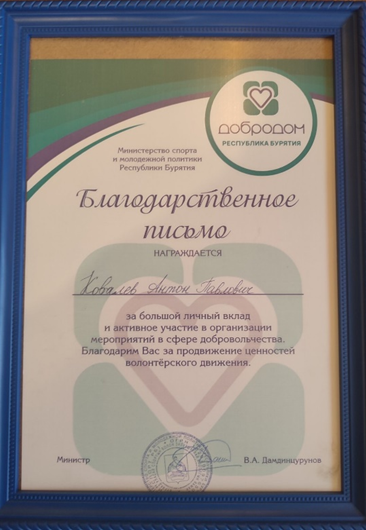 ДОБРОДОМ
РЕСПУБЛИКА БУРЯТИЯ
Министерство спорта
и молодежной политики
Республики Бурятия
Благодарственное
письмо
НАГРАЖДАЕТСЯ
Ковалев Антон Павлович
за большой личный вклад
и активное участие в организации
мероприятий в сфере добровольчества.
Благодарим Вас за продвижение ценностей
волонтёрского движения.
Министр
В.А. Дамдинцурунов